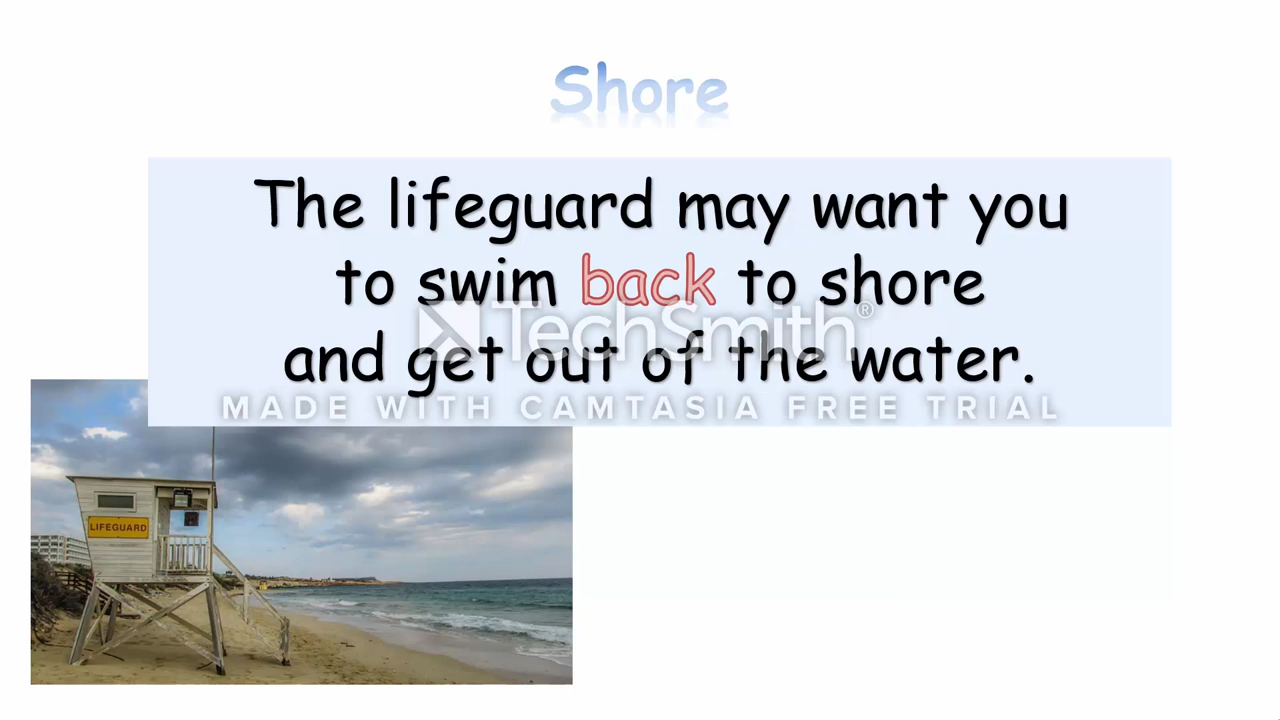 Shore
The lifeguard may want you
to swim back to shore
and get out of the water.
TechSmith®
MADE WITH CAMTASIA FREE TRIAL
LIFEGUARD